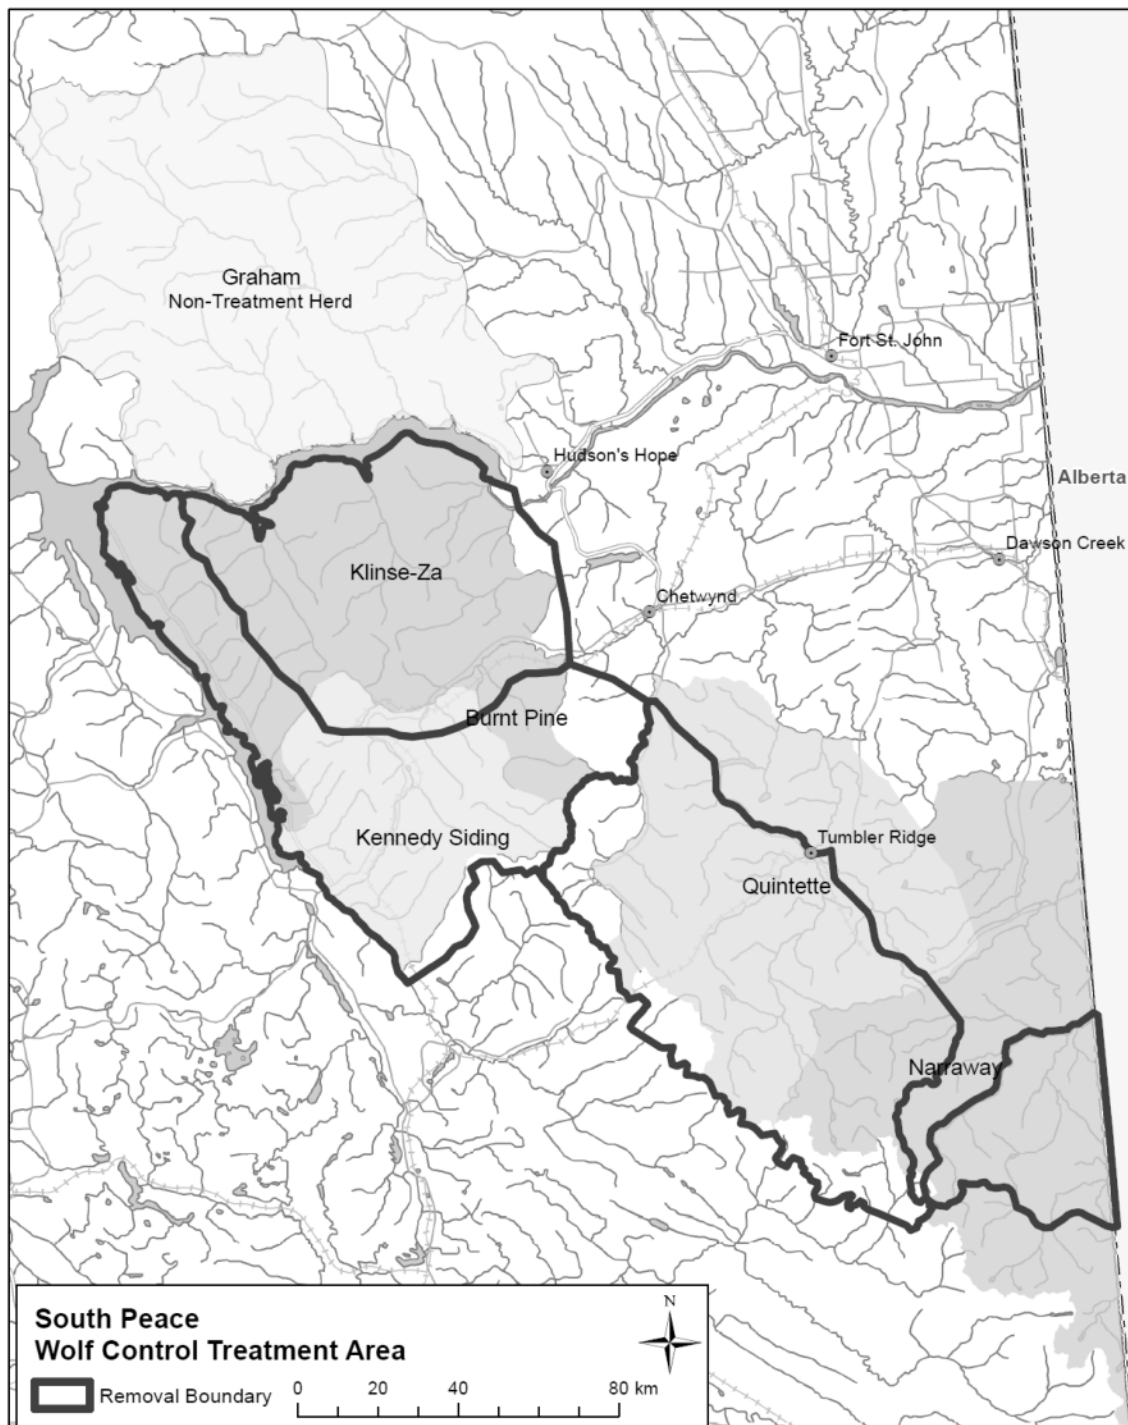 Graham
Non-Treatment Herd
Fort St. John
Hudson's Hope
Alberta
Dawson Creek
Klinse-Za
Chetwynd
Burnt Pine
Kennedy Siding
Tumbler Ridge
Quintette
Narraway
South Peace
Wolf Control Treatment Area
N
Removal Boundary
0 20 40 80 km